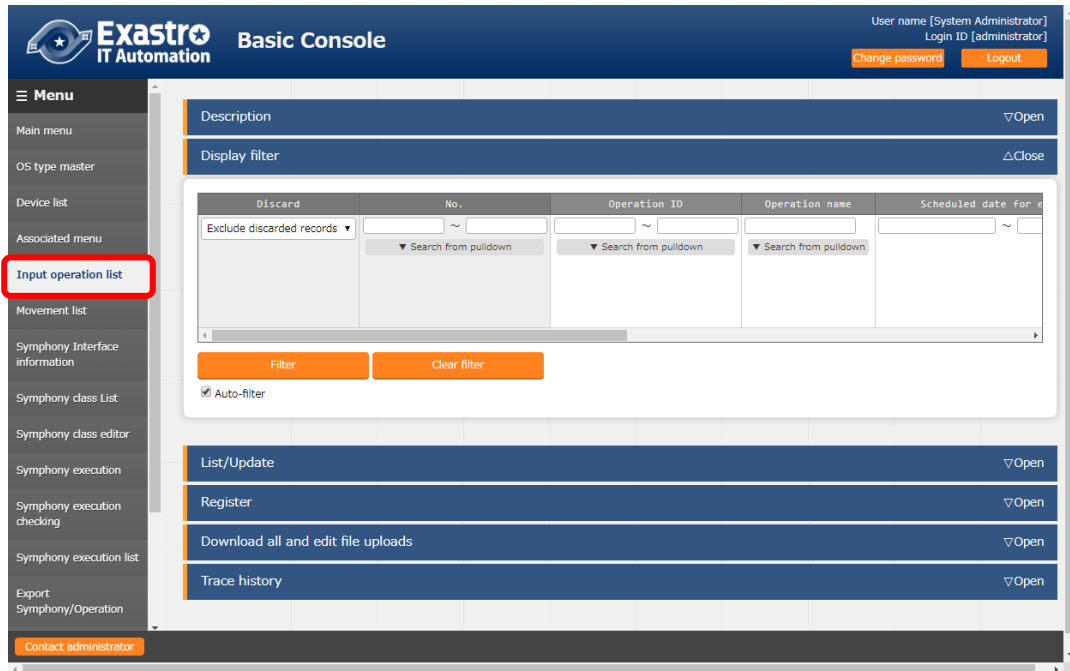 Exastro
IT Automation
Basic Console
User name [System Administrator]
Login ID [administrator]
Change password
Logout
☰ Menu
Main menu
OS type master
Device list
Associated menu
Input operation list
Movement list
Symphony Interface
information
Symphony class List
Symphony class editor
Symphony execution
Symphony execution
checking
Symphony execution list
Export
Symphony/Operation
Contact administrator
Description ▽Open
Display filter △Close
Discard No. Operation ID Operation name Scheduled date for e
Exclude discarded records ▼ ~ ~ ~
▼ Search from pulldown ▼ Search from pulldown ▼ Search from pulldown
Filter Clear filter
Auto-filter
List/Update ▽Open
Register ▽Open
Download all and edit file uploads ▽Open
Trace history ▽Open